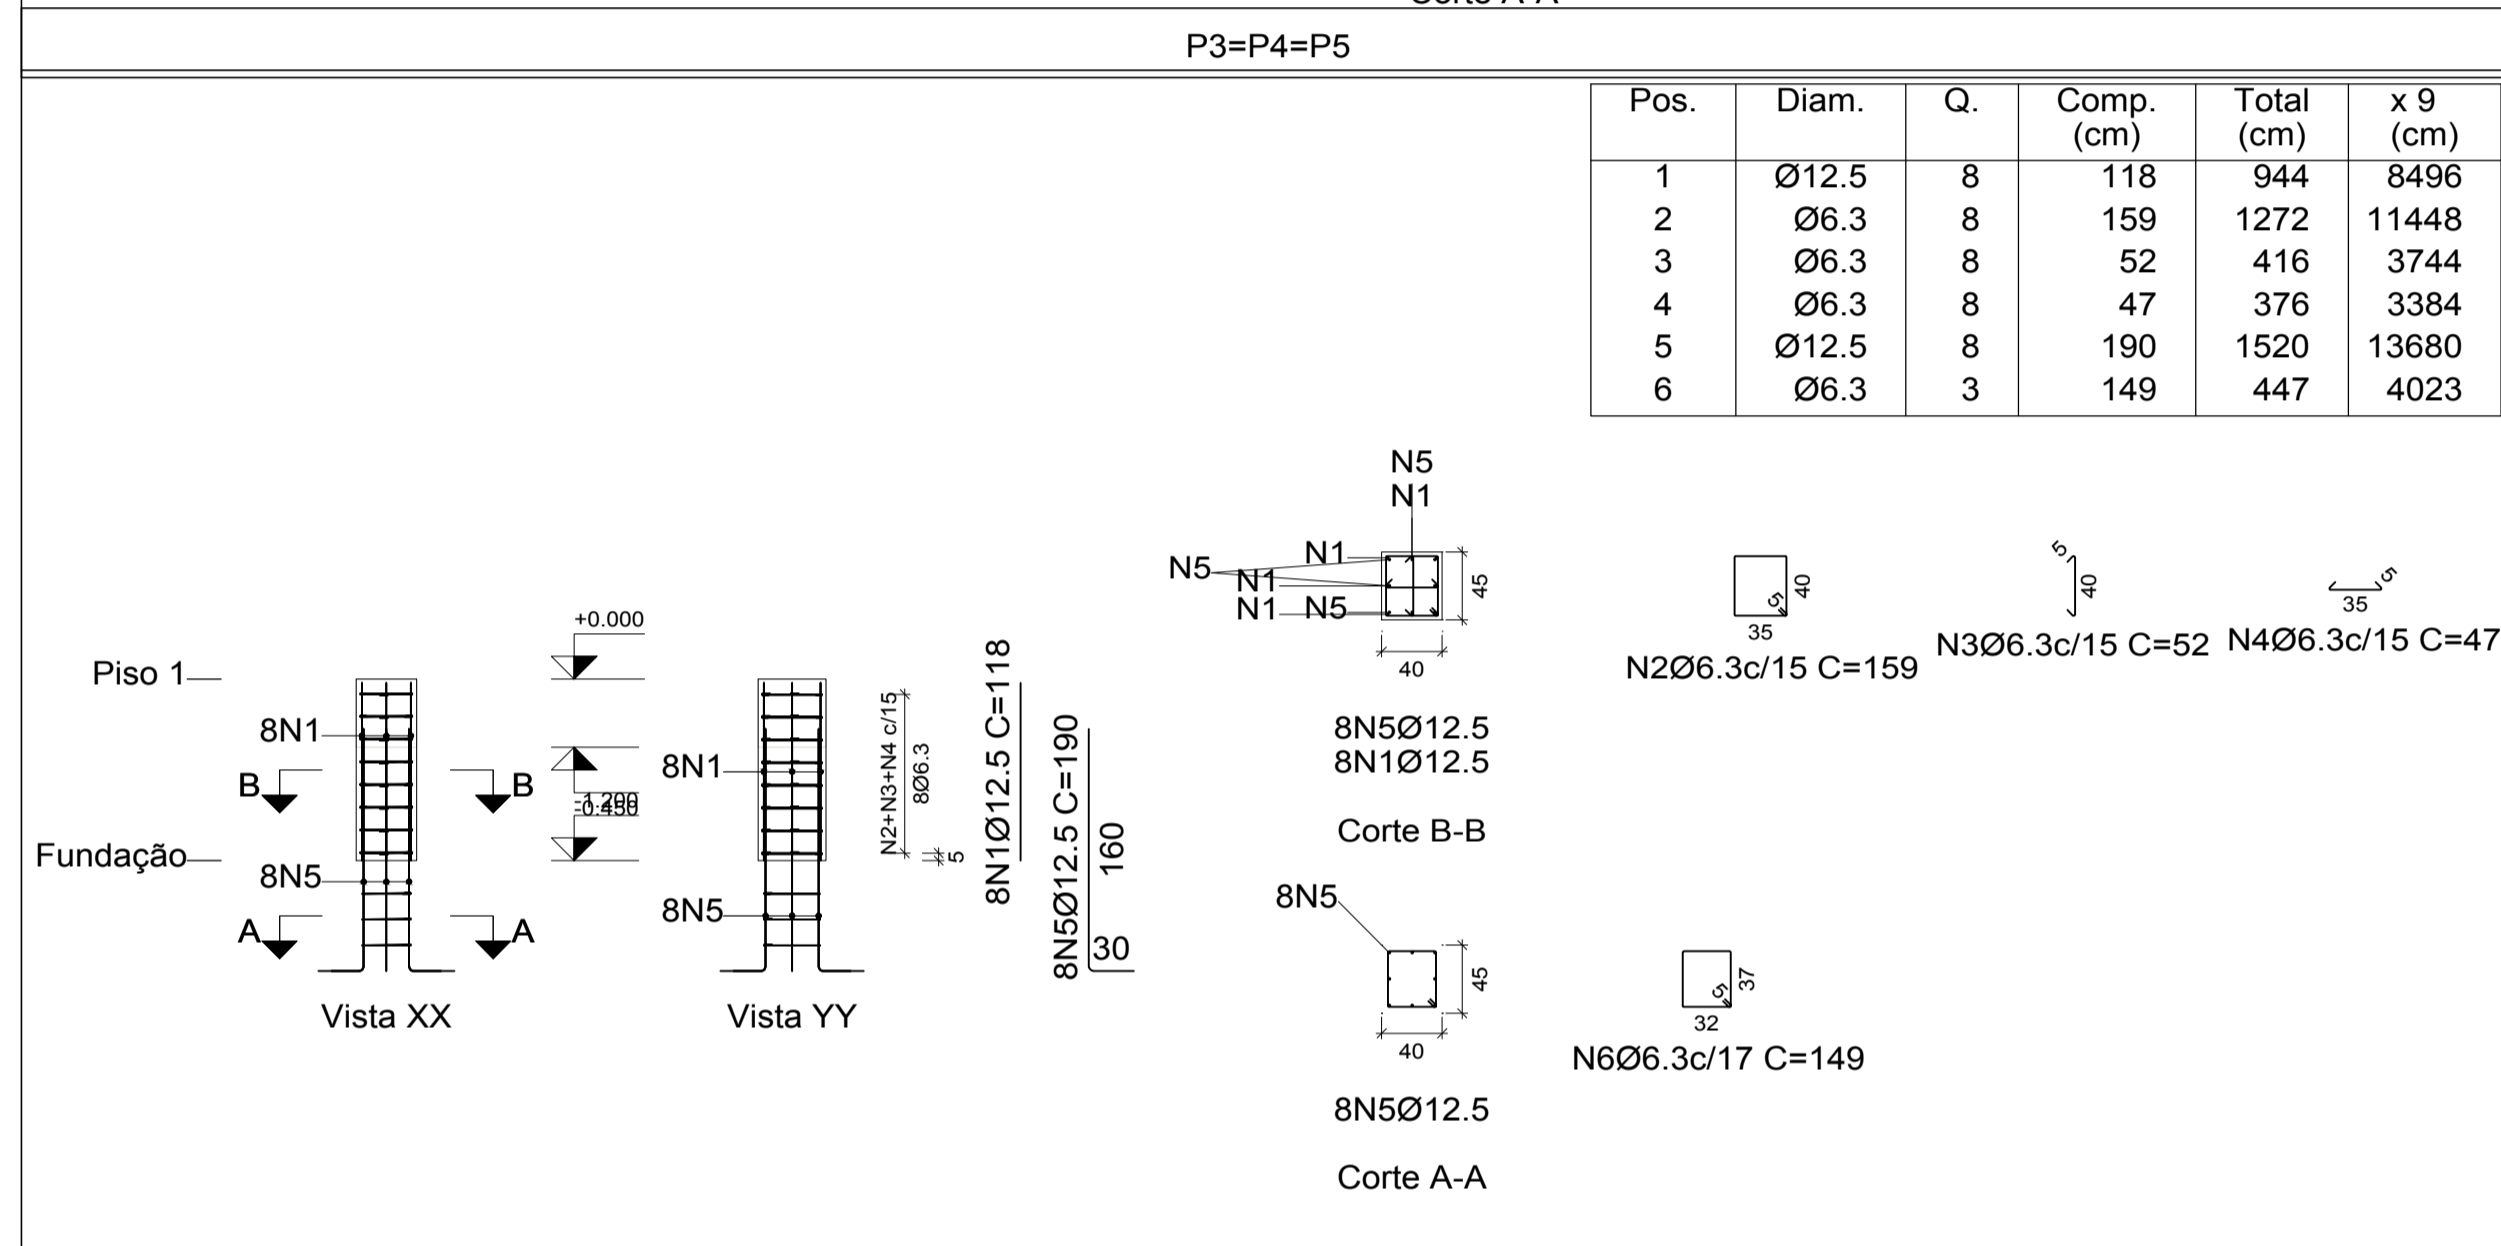 P3=P4=P5
Pos. Diam. Q. Comp. (cm) Total (cm) x 9 (cm)
1 Ø12.5 8 118 944 8496
2 Ø6.3 8 159 1272 11448
3 Ø6.3 8 52 416 3744
4 Ø6.3 8 47 376 3384
5 Ø12.5 8 190 1520 13680
6 Ø6.3 3 149 447 4023
Piso 1
Fundação
8N1
B B
8N5
A A
Vista XX
+0.000
-1.200
-0.450
8N1
8N5
Vista YY
N2+N3+N4 c/15
8Ø6.3
5
8N1Ø12.5 C=118
8N5Ø12.5 C=190
160
30
N5
N1
N5
N1
N1
N1 N5
45
40
8N5Ø12.5
8N1Ø12.5
Corte B-B
40
5
35
N2Ø6.3c/15 C=159
5
40
N3Ø6.3c/15 C=52
5
35
N4Ø6.3c/15 C=47
8N5
45
40
8N5Ø12.5
Corte A-A
37
5
32
N6Ø6.3c/17 C=149